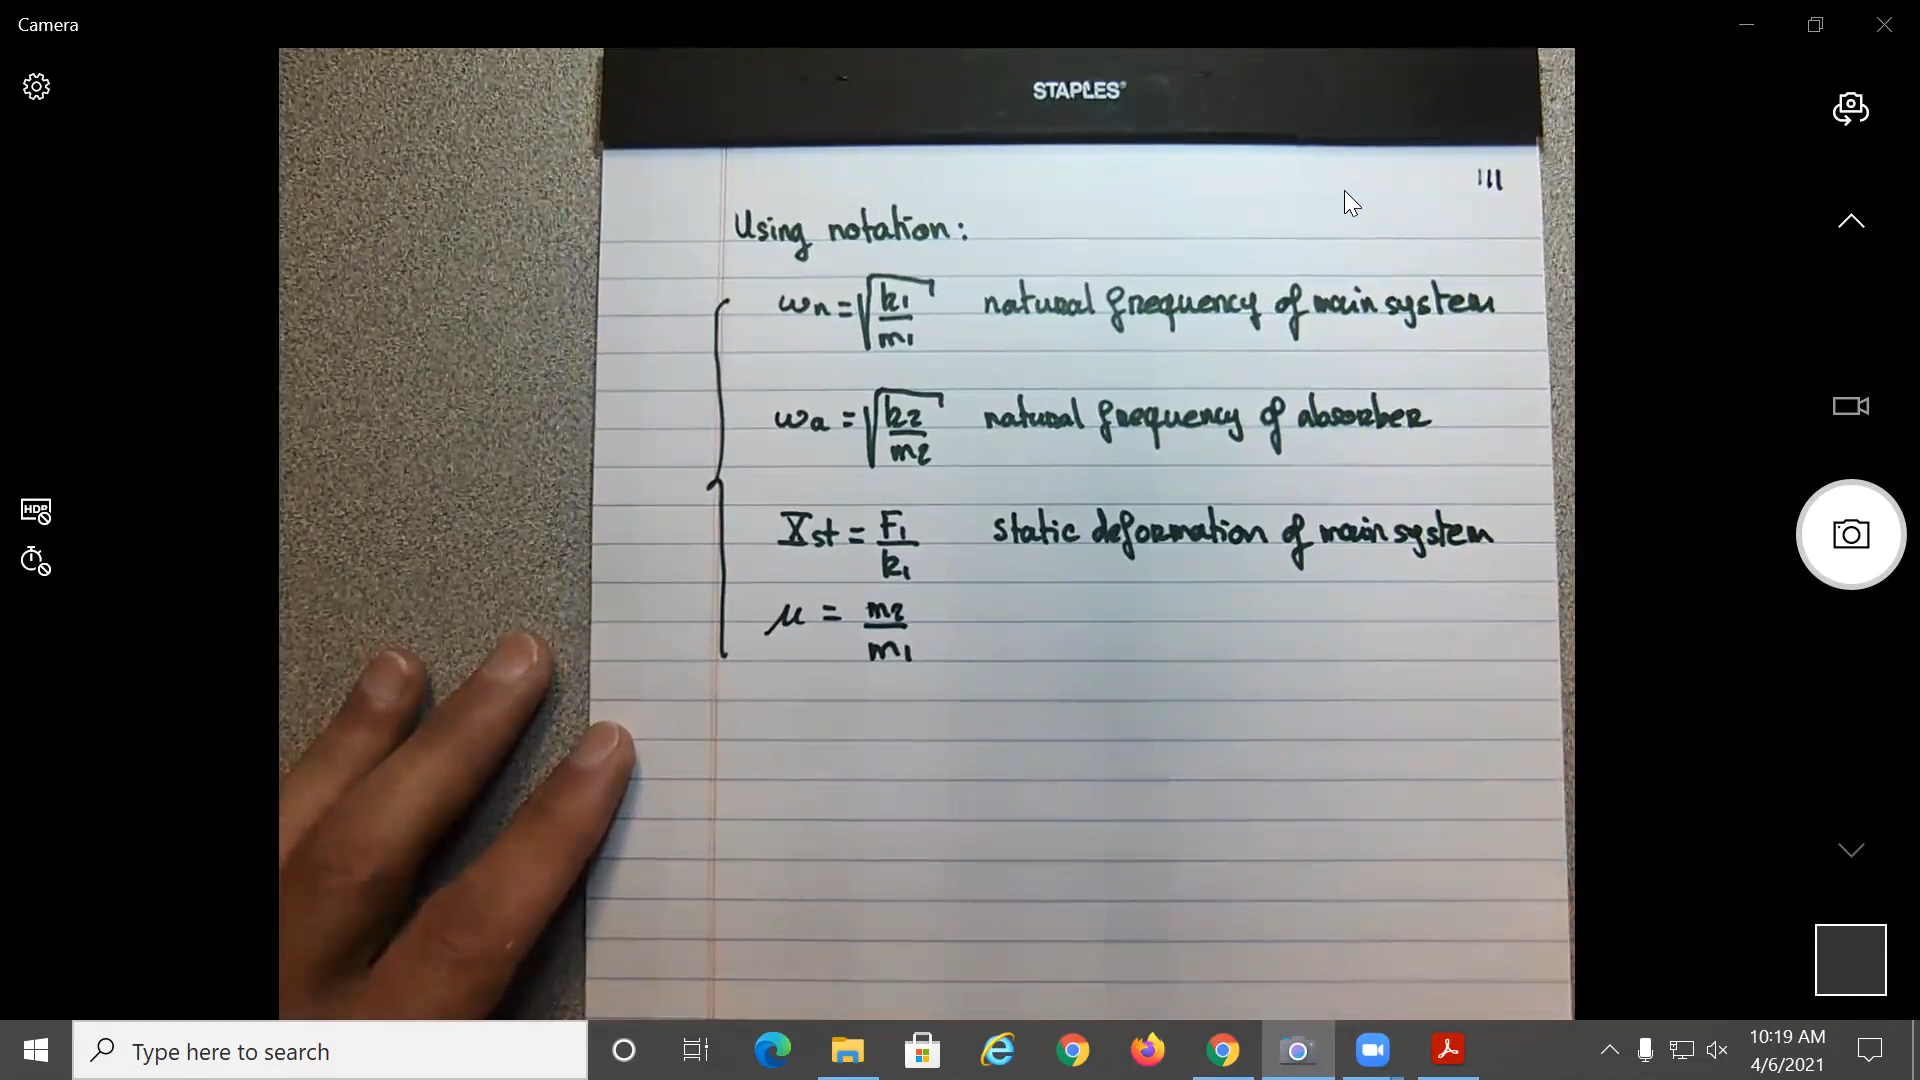 Camera
STAPLES®
111
Using notation:
ωn = √(k1/m1) natural frequency of main system
ωa = √(k2/m2) natural frequency of absorber
Xst = F1/k1 static deformation of main system
μ = m2/m1
HDR
Type here to search
10:19 AM
4/6/2021